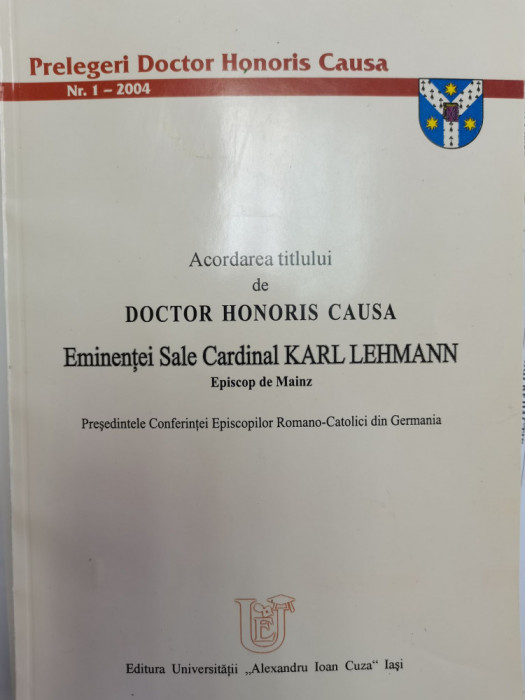 Prelegeri Doctor Honoris Causa
Nr. 1 – 2004
Acordarea titlului
de
DOCTOR HONORIS CAUSA
Eminenţei Sale Cardinal KARL LEHMANN
Episcop de Mainz
Preşedintele Conferinţei Episcopilor Romano-Catolici din Germania
Editura Universităţii „Alexandru Ioan Cuza“ Iaşi